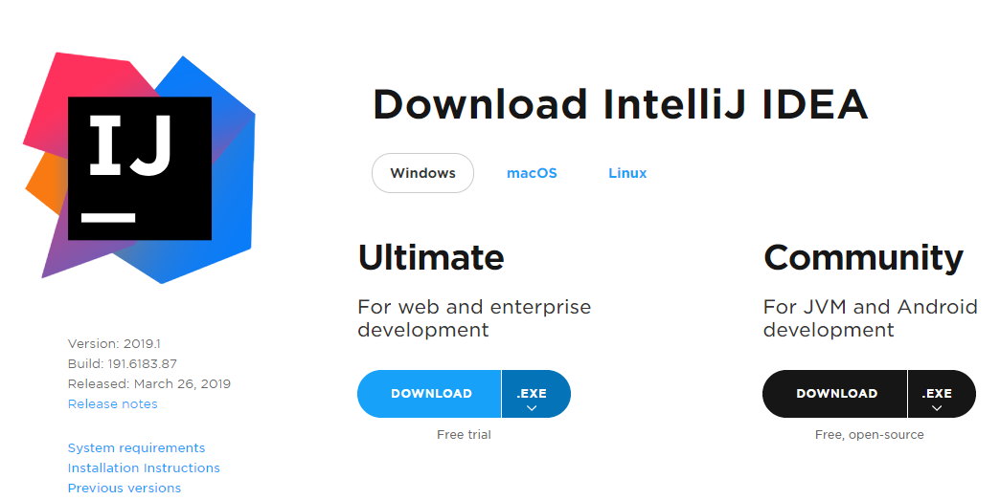 IJ
Download IntelliJ IDEA
Windows macOS Linux
Ultimate
For web and enterprise
development
DOWNLOAD .EXE
Free trial
Community
For JVM and Android
development
DOWNLOAD .EXE
Free, open-source
Version: 2019.1
Build: 191.6183.87
Released: March 26, 2019
Release notes
System requirements
Installation Instructions
Previous versions